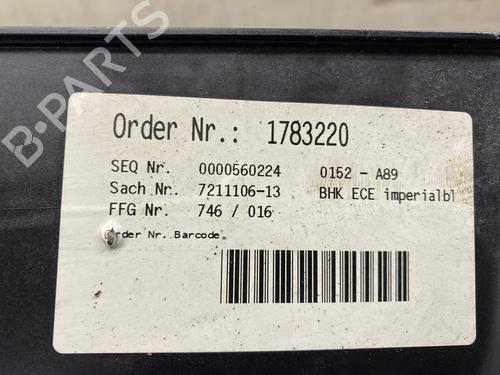 B-PARTS
Order Nr.: 1783220
SEQ Nr. 0000560224 0152 - A89
Sach Nr. 7211106-13 BHK ECE imperialbl
FFG Nr. 746 / 016
Order Nr. Barcode